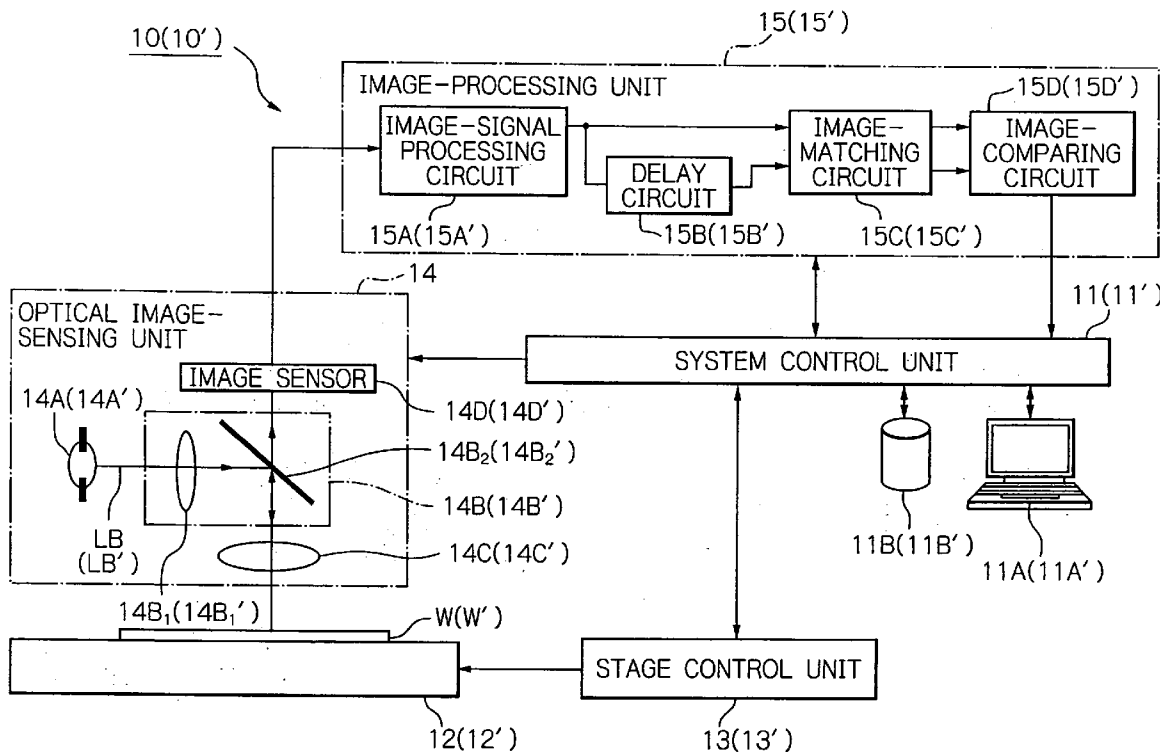 10(10′)
15(15′)
IMAGE-PROCESSING UNIT
15D(15D′)
IMAGE-SIGNAL
PROCESSING
CIRCUIT
DELAY
CIRCUIT
IMAGE-
MATCHING
CIRCUIT
IMAGE-
COMPARING
CIRCUIT
15A(15A′)
15B(15B′)
15C(15C′)
14
OPTICAL IMAGE-
SENSING UNIT
11(11′)
SYSTEM CONTROL UNIT
IMAGE SENSOR
14A(14A′)
14D(14D′)
14B₂(14B₂′)
14B(14B′)
LB
(LB′)
14C(14C′)
11B(11B′)
11A(11A′)
14B₁(14B₁′)
W(W′)
STAGE CONTROL UNIT
12(12′)
13(13′)